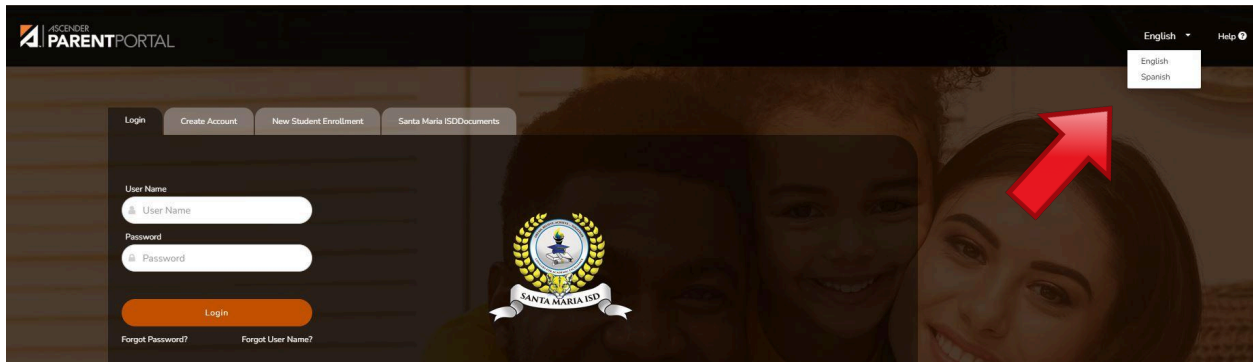 ASCENDER
PARENTPORTAL
English
Help
English
Spanish
Login
Create Account
New Student Enrollment
Santa Maria ISDDocuments
User Name
User Name
Password
Password
Login
Forgot Password?
Forgot User Name?
SANTA MARIA ISD